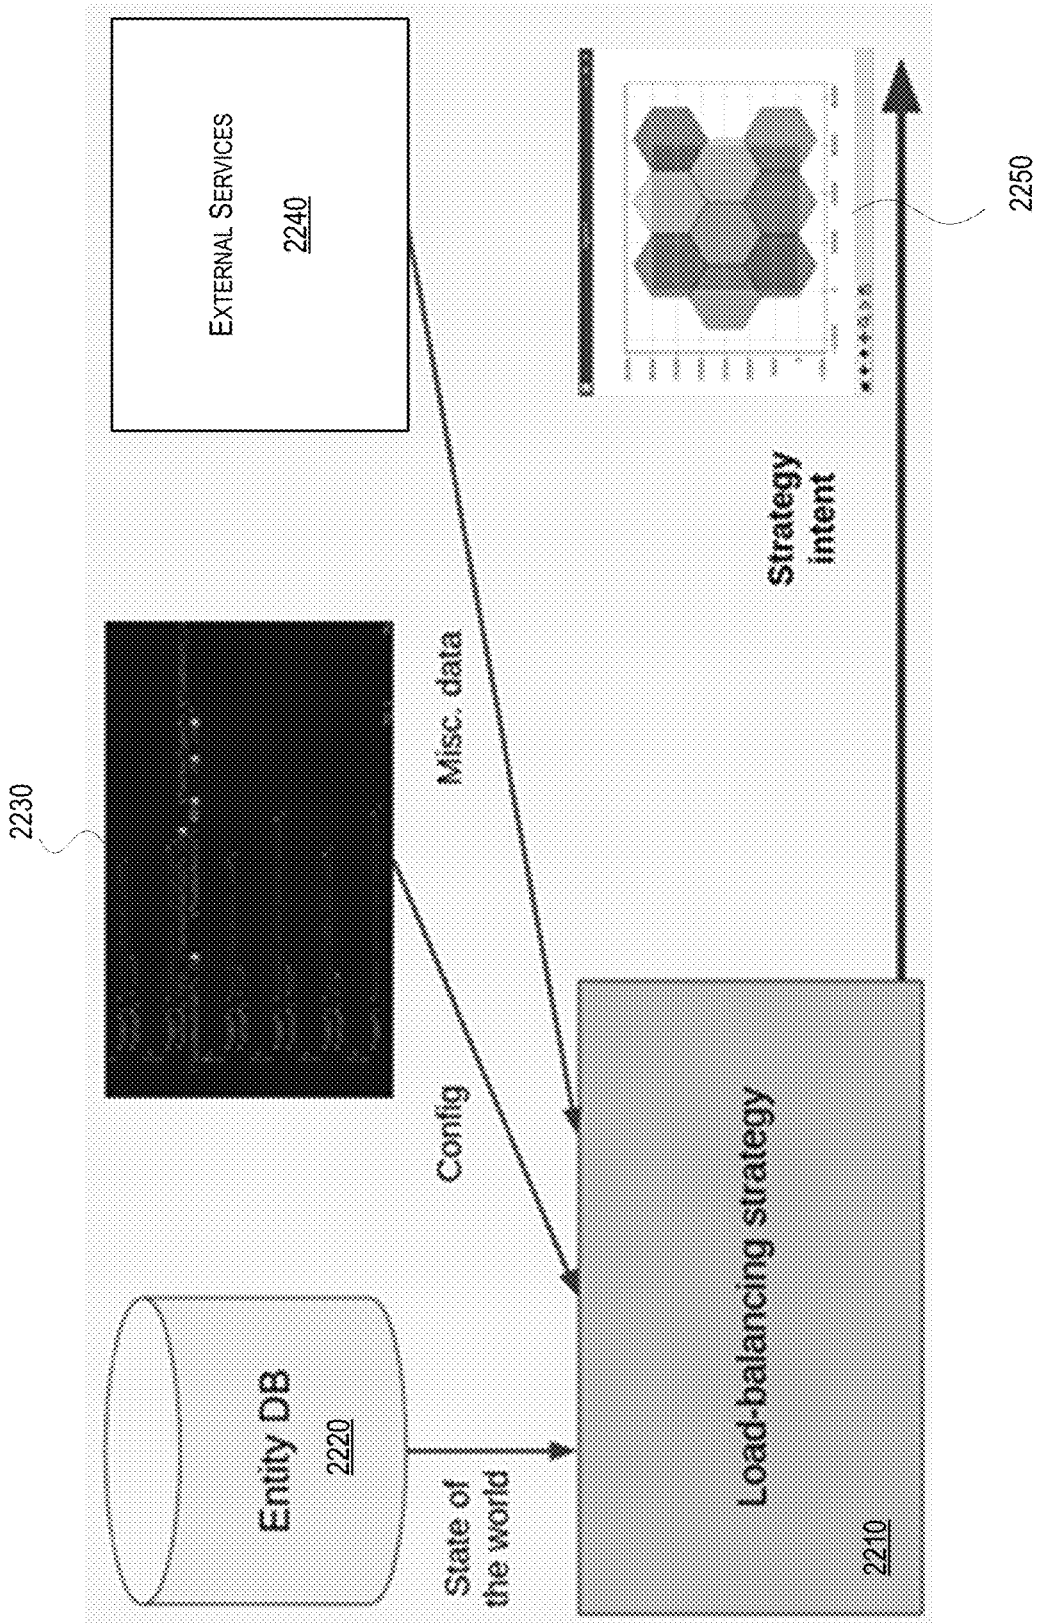 2230
Entity DB
2220
EXTERNAL SERVICES
2240
State of
the world
Config
Misc. data
Load-balancing strategy
2210
Strategy
intent
2250